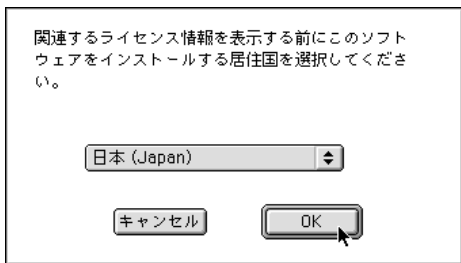 関連するライセンス情報を表示する前にこのソフト
ウェアをインストールする居住国を選択してくださ
い。
日本 (Japan)
キャンセル
OK